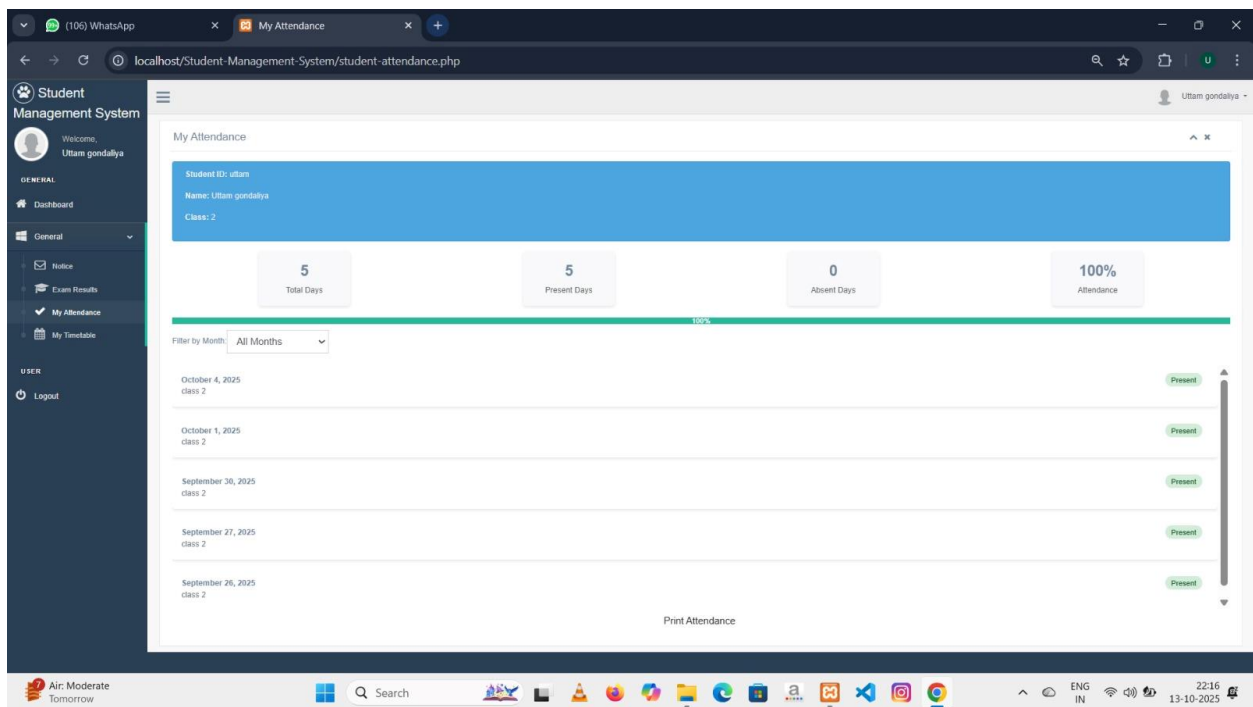 (106) WhatsApp
My Attendance
localhost/Student-Management-System/student-attendance.php
U
Student
Management System
Welcome,
Uttam gondaliya
GENERAL
Dashboard
General
Notice
Exam Results
My Attendance
My Timetable
USER
Logout
Uttam gondaliya
My Attendance
Student ID: uttam
Name: Uttam gondaliya
Class: 2
5
Total Days
5
Present Days
0
Absent Days
100%
Attendance
100%
Filter by Month: All Months
October 4, 2025
class 2
Present
October 1, 2025
class 2
Present
September 30, 2025
class 2
Present
September 27, 2025
class 2
Present
September 26, 2025
class 2
Present
Print Attendance
7
Air: Moderate
Tomorrow
Search
a
ENG
IN
22:16
13-10-2025